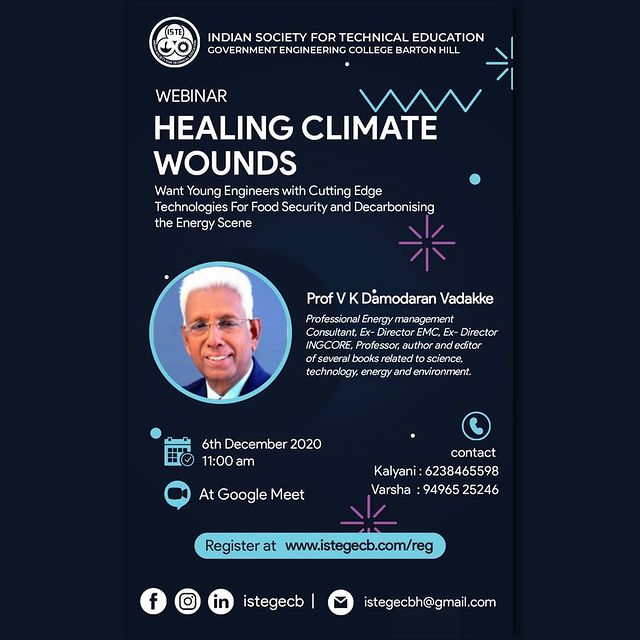 ISTE
INDIAN SOCIETY FOR TECHNICAL EDUCATION
GOVERNMENT ENGINEERING COLLEGE BARTON HILL
WEBINAR
HEALING CLIMATE
WOUNDS
Want Young Engineers with Cutting Edge
Technologies For Food Security and Decarbonising
the Energy Scene
Prof V K Damodaran Vadakke
Professional Energy management
Consultant, Ex- Director EMC, Ex- Director
INGCORE, Professor, author and editor
of several books related to science,
technology, energy and environment.
6th December 2020
11:00 am
At Google Meet
contact
Kalyani : 6238465598
Varsha : 94965 25246
Register at www.istegecb.com/reg
istegecb | istegecbh@gmail.com